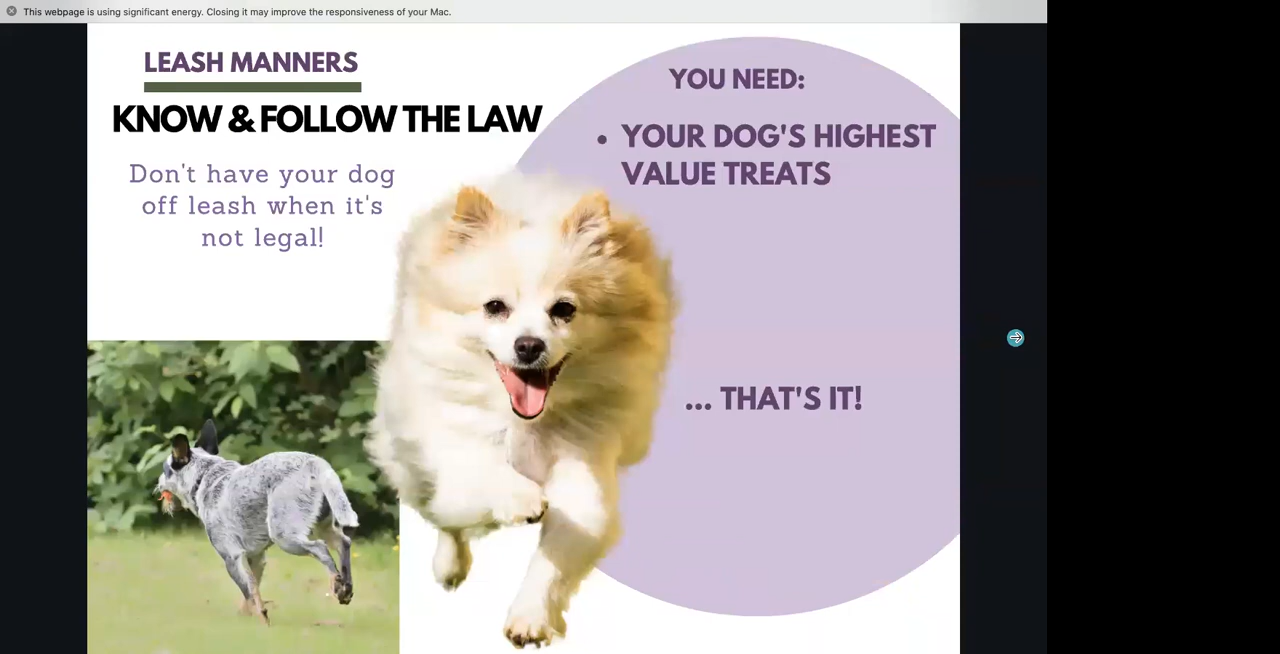 This webpage is using significant energy. Closing it may improve the responsiveness of your Mac.
LEASH MANNERS
KNOW & FOLLOW THE LAW
Don't have your dog
off leash when it's
not legal!
YOU NEED:
• YOUR DOG'S HIGHEST
VALUE TREATS
... THAT'S IT!